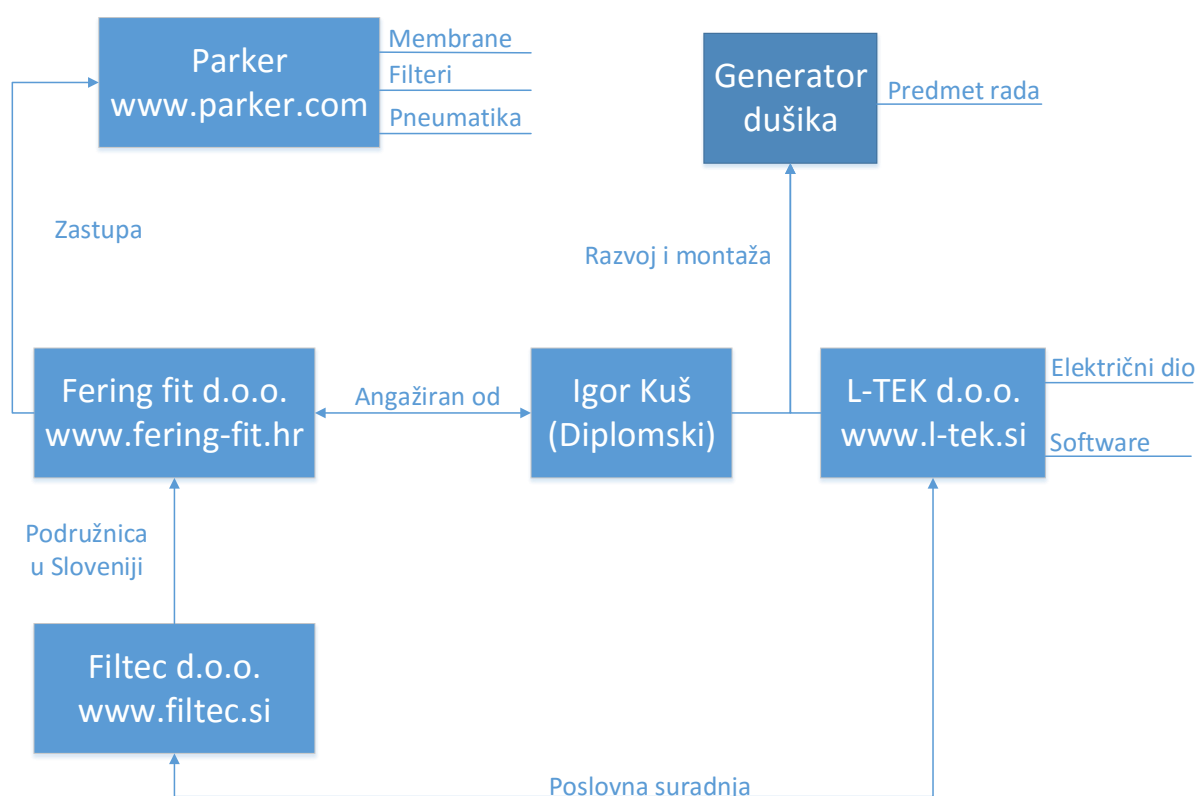 Parker
www.parker.com
Membrane
Filteri
Pneumatika
Generator
dušika
Predmet rada
Zastupa
Razvoj i montaža
Fering fit d.o.o.
www.fering-fit.hr
Angažiran od
Igor Kuš
(Diplomski)
L-TEK d.o.o.
www.l-tek.si
Električni dio
Software
Podružnica
u Sloveniji
Filtec d.o.o.
www.filtec.si
Poslovna suradnja